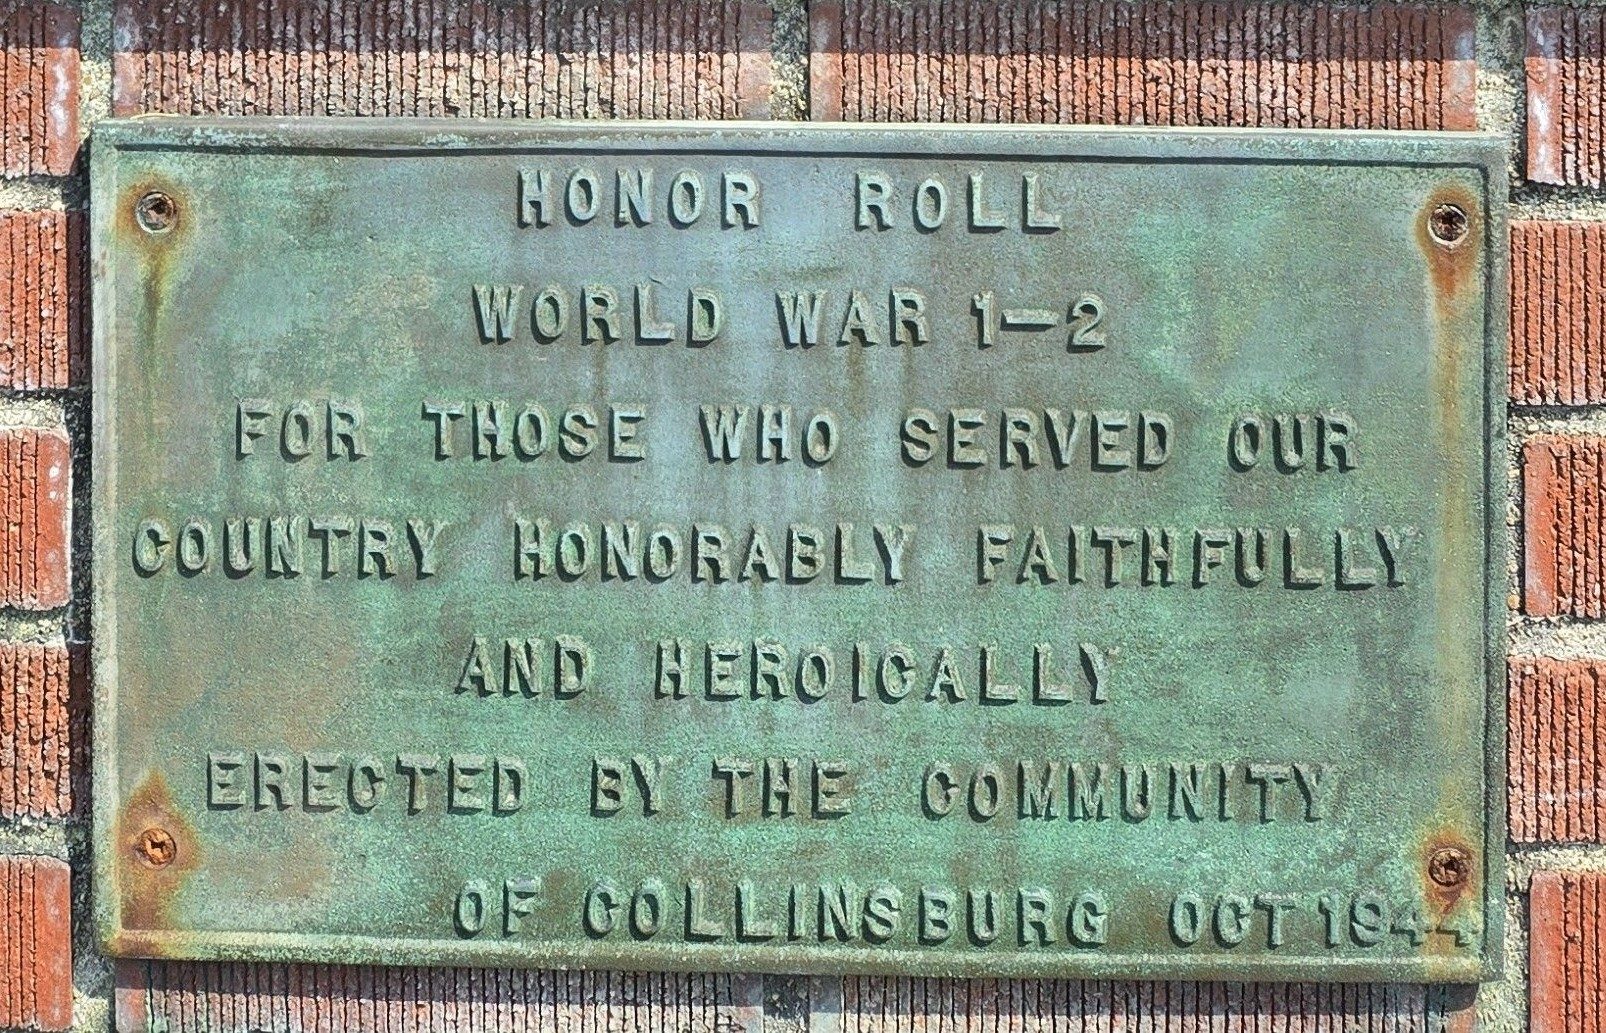 HONOR ROLL
WORLD WAR 1-2
FOR THOSE WHO SERVED OUR
COUNTRY HONORABLY FAITHFULLY
AND HEROICALLY
ERECTED BY THE COMMUNITY
OF COLLINSBURG OCT 1944